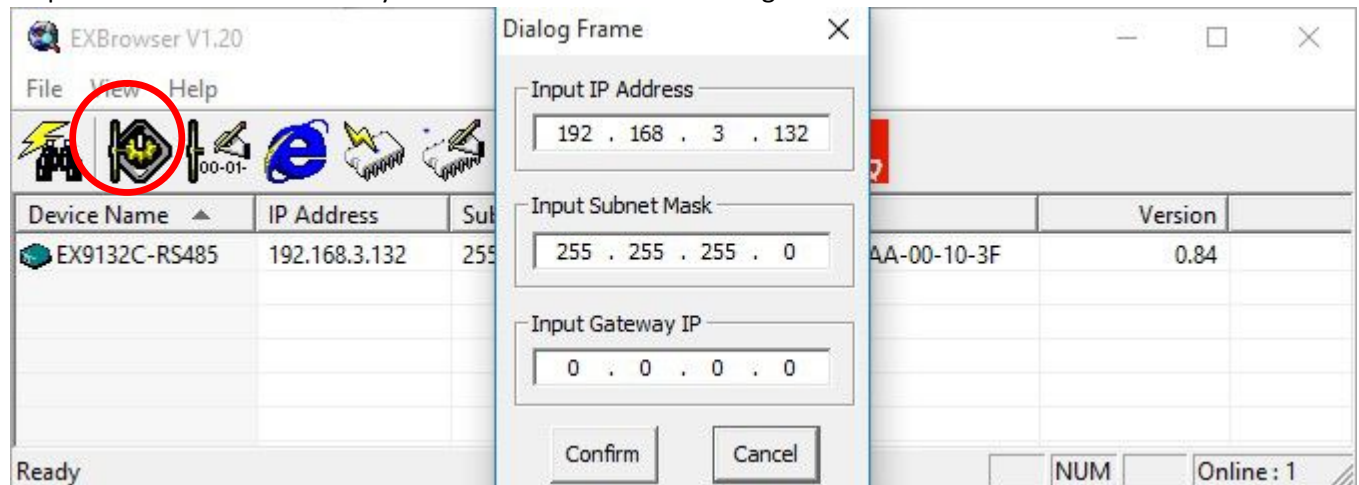 EXBrowser V1.20
File View Help
00-01-
Device Name IP Address Sub Version
EX9132C-RS485 192.168.3.132 255 AA-00-10-3F 0.84
Ready NUM Online : 1
Dialog Frame
Input IP Address
192 . 168 . 3 . 132
Input Subnet Mask
255 . 255 . 255 . 0
Input Gateway IP
0 . 0 . 0 . 0
Confirm Cancel